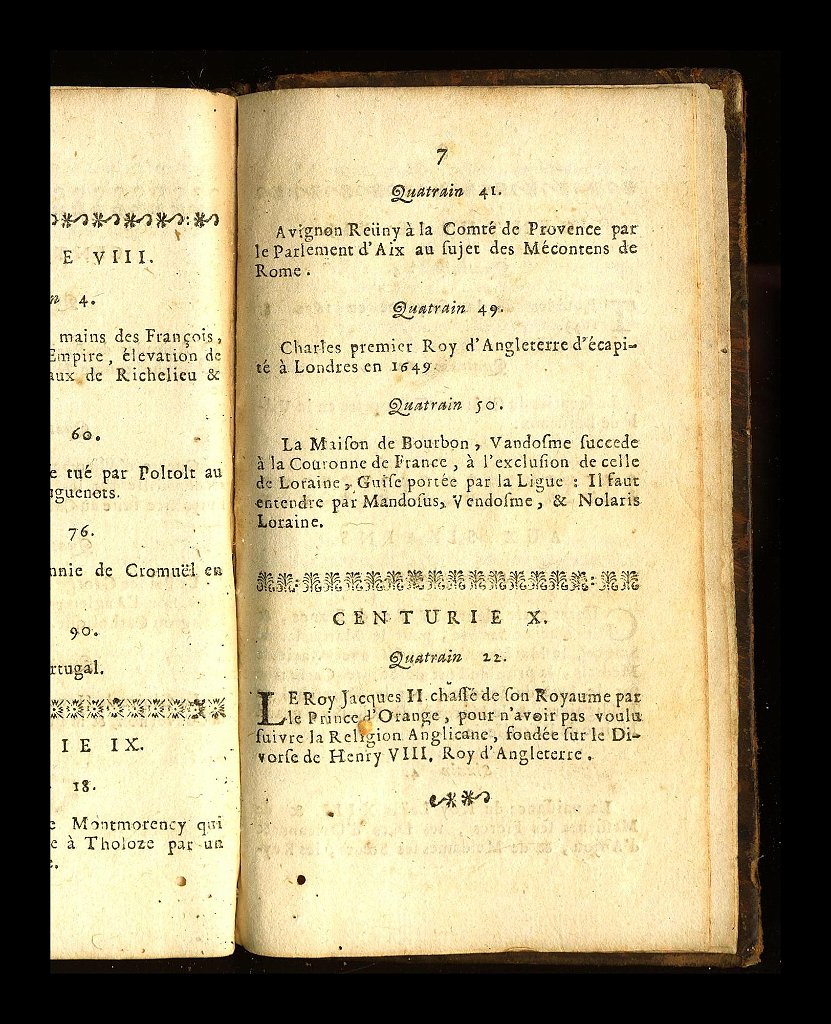 E VIII.
n 4.
mains des François,
Empire, élevation de
aux de Richelieu &
60.
e tué par Poltolt au
uguenots.
76.
nnie de Cromuël en
90.
rtugal.
IE IX.
18.
e Montmorency qui
e à Tholoze par un
e.
7
Quatrain 41.
Avignon Reüny à la Comté de Provence par
le Parlement d'Aix au ſujet des Mécontens de
Rome.
Quatrain 49.
Charles premier Roy d'Angleterre d'écapi-
té à Londres en 1649.
Quatrain 50.
La Maiſon de Bourbon, Vandoſme ſuccede
à la Couronne de France, à l'excluſion de celle
de Loraine, Guiſe portée par la Ligue : Il faut
entendre par Mandoſus, Vendoſme, & Nolaris
Loraine.
CENTURIE X.
Quatrain 22.
LE Roy Jacques II. chaſſé de ſon Royaume par
le Prince d'Orange, pour n'avoir pas voulu
ſuivre la Religion Anglicane, fondée ſur le Di-
vorſe de Henry VIII. Roy d'Angleterre.